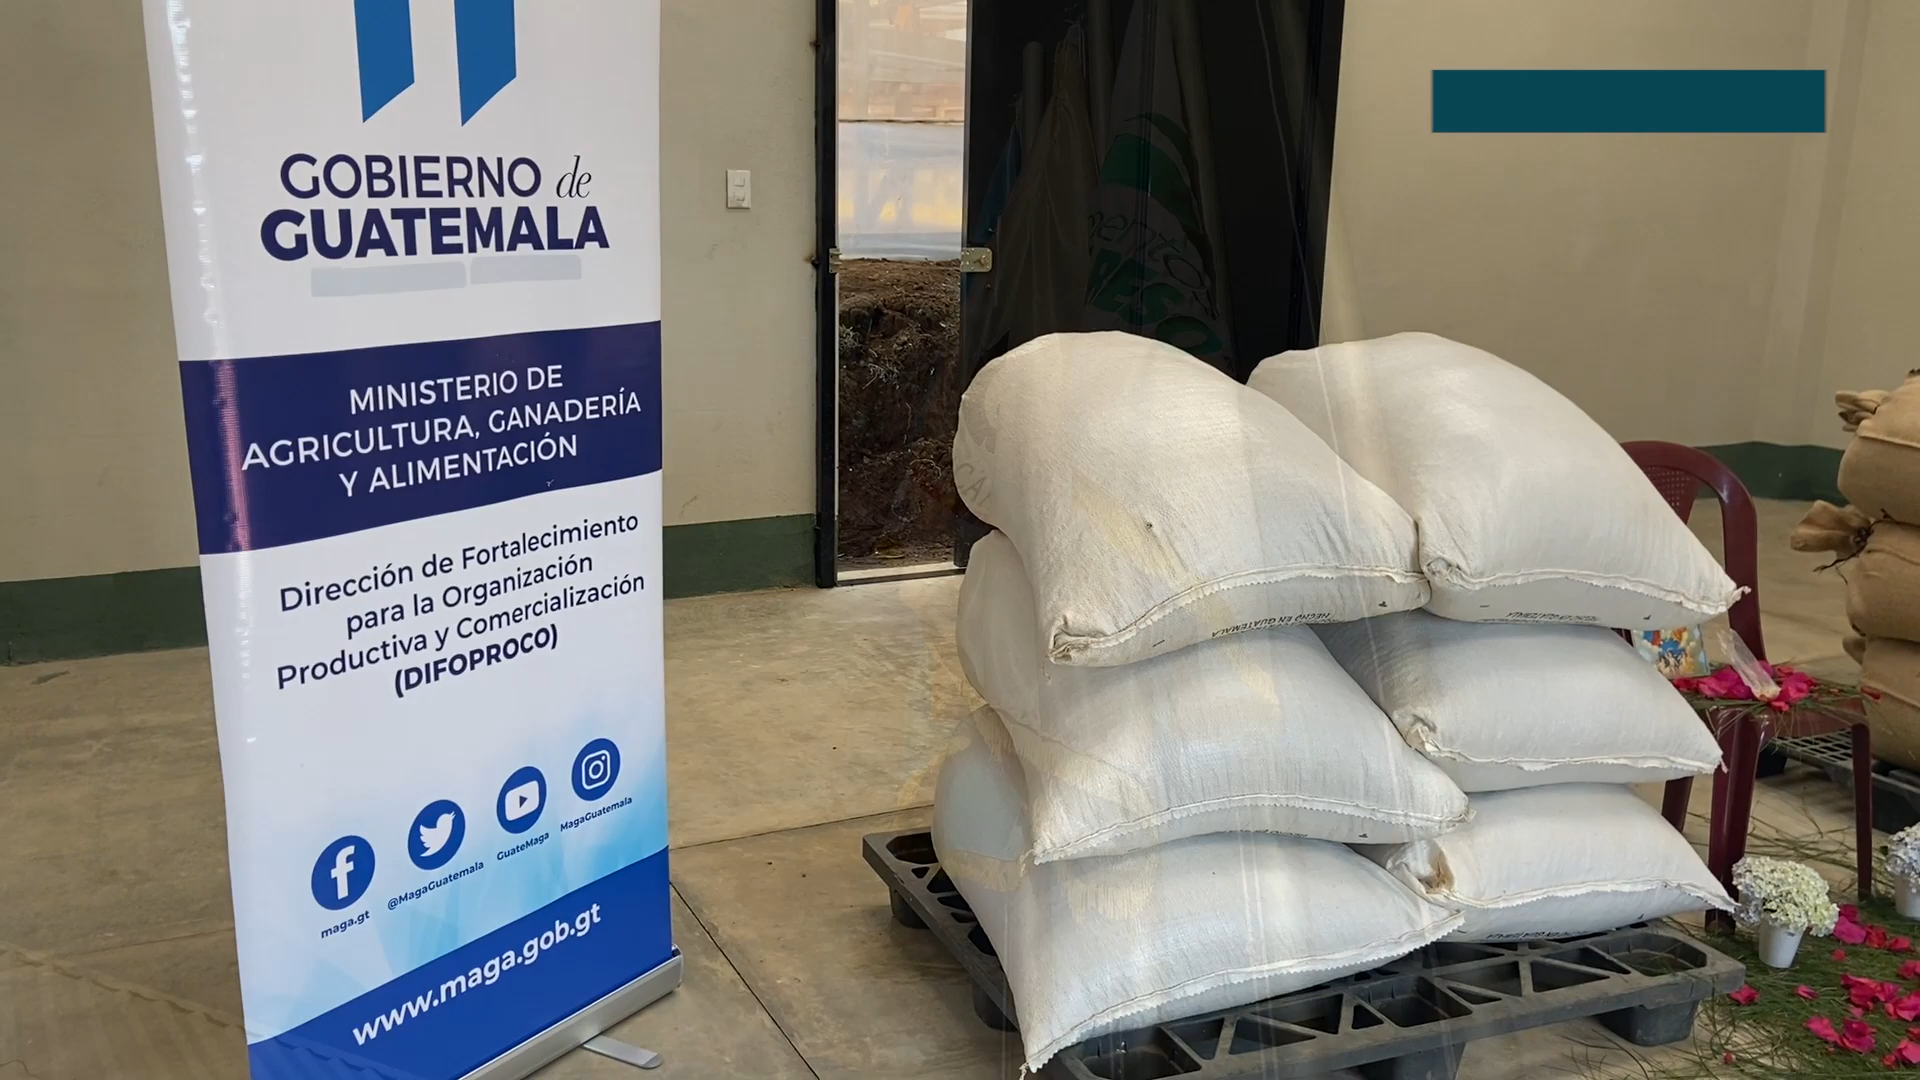 GOBIERNO de
GUATEMALA
MINISTERIO DE
AGRICULTURA, GANADERÍA
Y ALIMENTACIÓN
Dirección de Fortalecimiento
para la Organización
Productiva y Comercialización
(DIFOPROCO)
maga.gt
@MagaGuatemala
GuateMaga
MagaGuatemala
www.maga.gob.gt
HECHO EN GUATEMALA